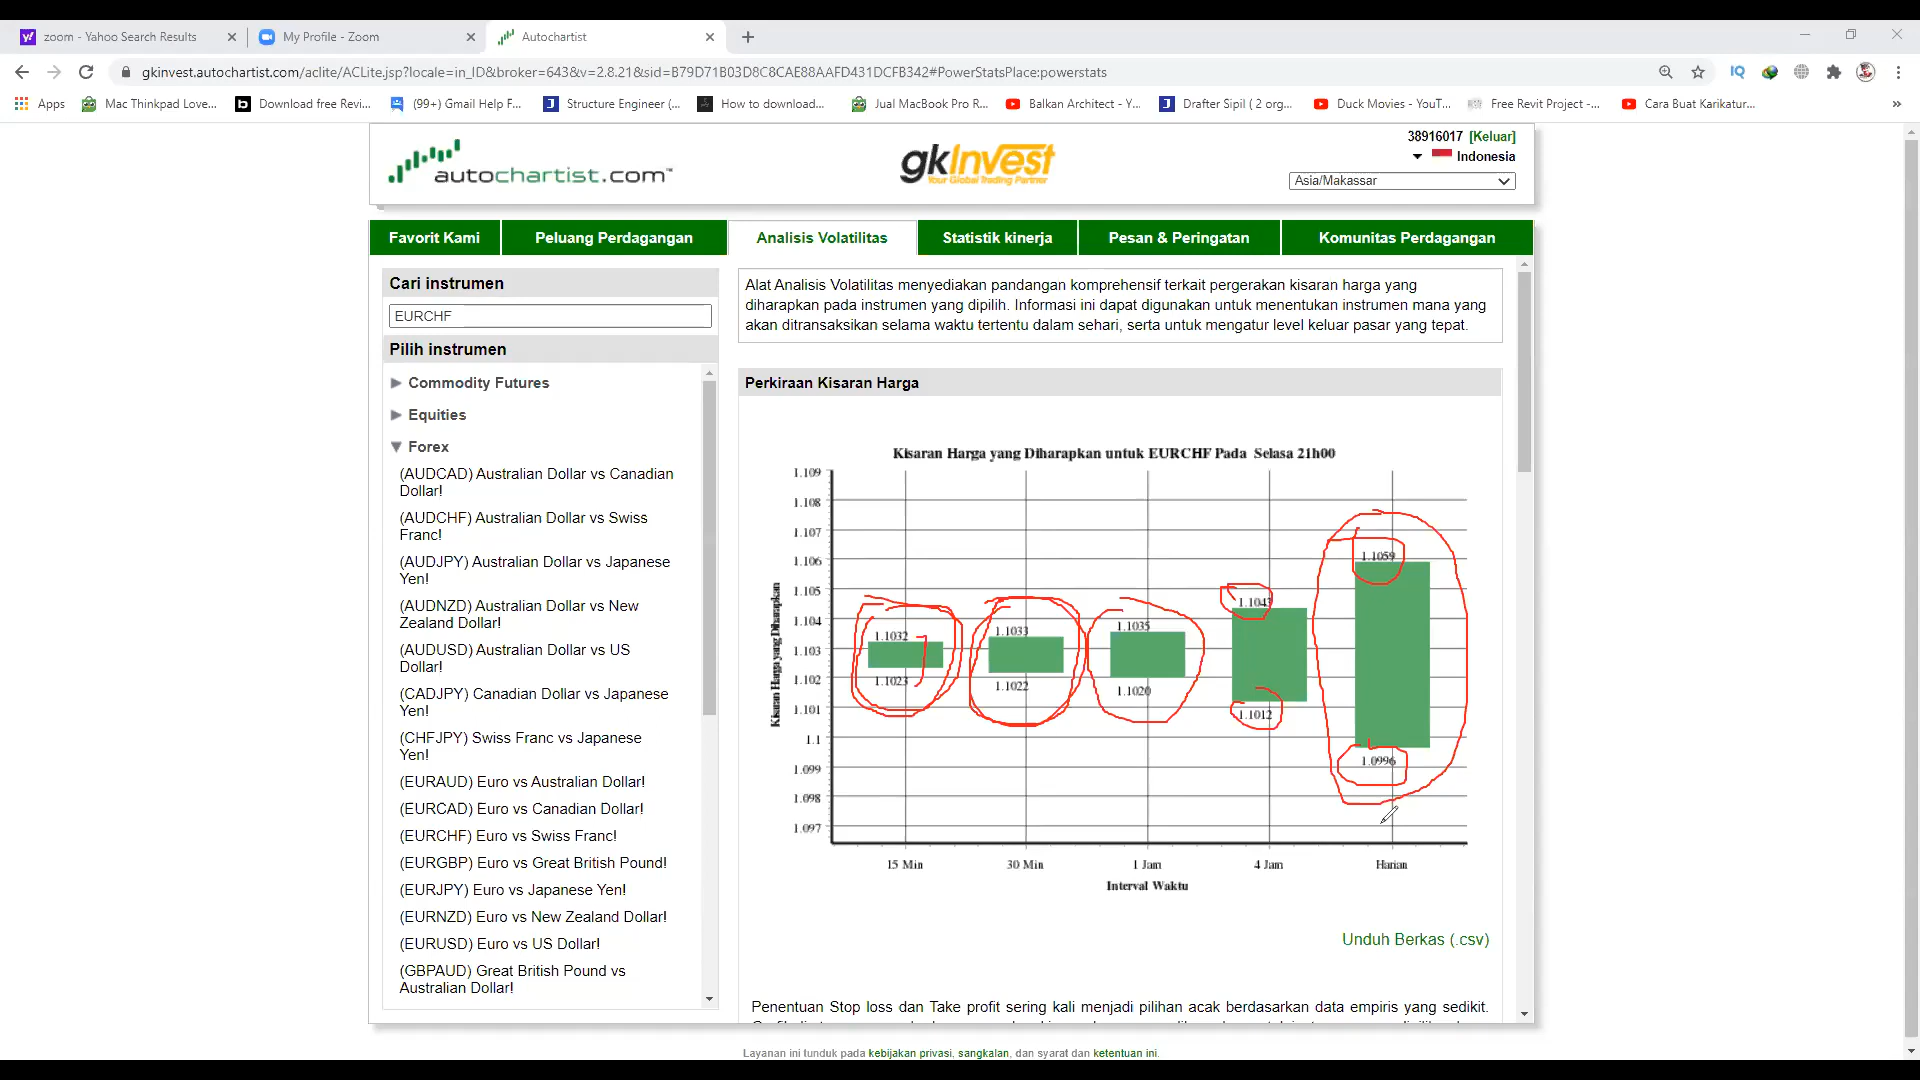 zoom - Yahoo Search Results
My Profile - Zoom
Autochartist
gkinvest.autochartist.com/aclite/ACLite.jsp?locale=in_ID&broker=643&v=2.8.21&sid=B79D71B03D8C8CAE88AAFD431DCFB342#PowerStatsPlace:powerstats
IQ
Apps
Mac Thinkpad Love...
Download free Revi...
(99+) Gmail Help F...
Structure Engineer (...
How to download...
Jual MacBook Pro R...
Balkan Architect - Y...
Drafter Sipil ( 2 org...
Duck Movies - YouT...
Free Revit Project -...
Cara Buat Karikatur...
autochartist.com™
gkInvest
Your Global Trading Partner
38916017 [Keluar]
Indonesia
Asia/Makassar
Favorit Kami
Peluang Perdagangan
Analisis Volatilitas
Statistik kinerja
Pesan & Peringatan
Komunitas Perdagangan
Cari instrumen
EURCHF
Pilih instrumen
Commodity Futures
Equities
Forex
(AUDCAD) Australian Dollar vs Canadian
Dollar!
(AUDCHF) Australian Dollar vs Swiss
Franc!
(AUDJPY) Australian Dollar vs Japanese
Yen!
(AUDNZD) Australian Dollar vs New
Zealand Dollar!
(AUDUSD) Australian Dollar vs US
Dollar!
(CADJPY) Canadian Dollar vs Japanese
Yen!
(CHFJPY) Swiss Franc vs Japanese
Yen!
(EURAUD) Euro vs Australian Dollar!
(EURCAD) Euro vs Canadian Dollar!
(EURCHF) Euro vs Swiss Franc!
(EURGBP) Euro vs Great British Pound!
(EURJPY) Euro vs Japanese Yen!
(EURNZD) Euro vs New Zealand Dollar!
(EURUSD) Euro vs US Dollar!
(GBPAUD) Great British Pound vs
Australian Dollar!
Alat Analisis Volatilitas menyediakan pandangan komprehensif terkait pergerakan kisaran harga yang
diharapkan pada instrumen yang dipilih. Informasi ini dapat digunakan untuk menentukan instrumen mana yang
akan ditransaksikan selama waktu tertentu dalam sehari, serta untuk mengatur level keluar pasar yang tepat.
Perkiraan Kisaran Harga
Kisaran Harga yang Diharapkan untuk EURCHF Pada Selasa 21h00
Kisaran Harga yang Diharapkan
1.109
1.108
1.107
1.106
1.105
1.104
1.103
1.102
1.101
1.1
1.099
1.098
1.097
1.1032
1.1023
1.1033
1.1022
1.1035
1.1020
1.1043
1.1012
1.1059
1.0996
15 Min
30 Min
1 Jam
4 Jam
Harian
Interval Waktu
Unduh Berkas (.csv)
Penentuan Stop loss dan Take profit sering kali menjadi pilihan acak berdasarkan data empiris yang sedikit.
Layanan ini tunduk pada kebijakan privasi, sangkalan, dan syarat dan ketentuan ini.